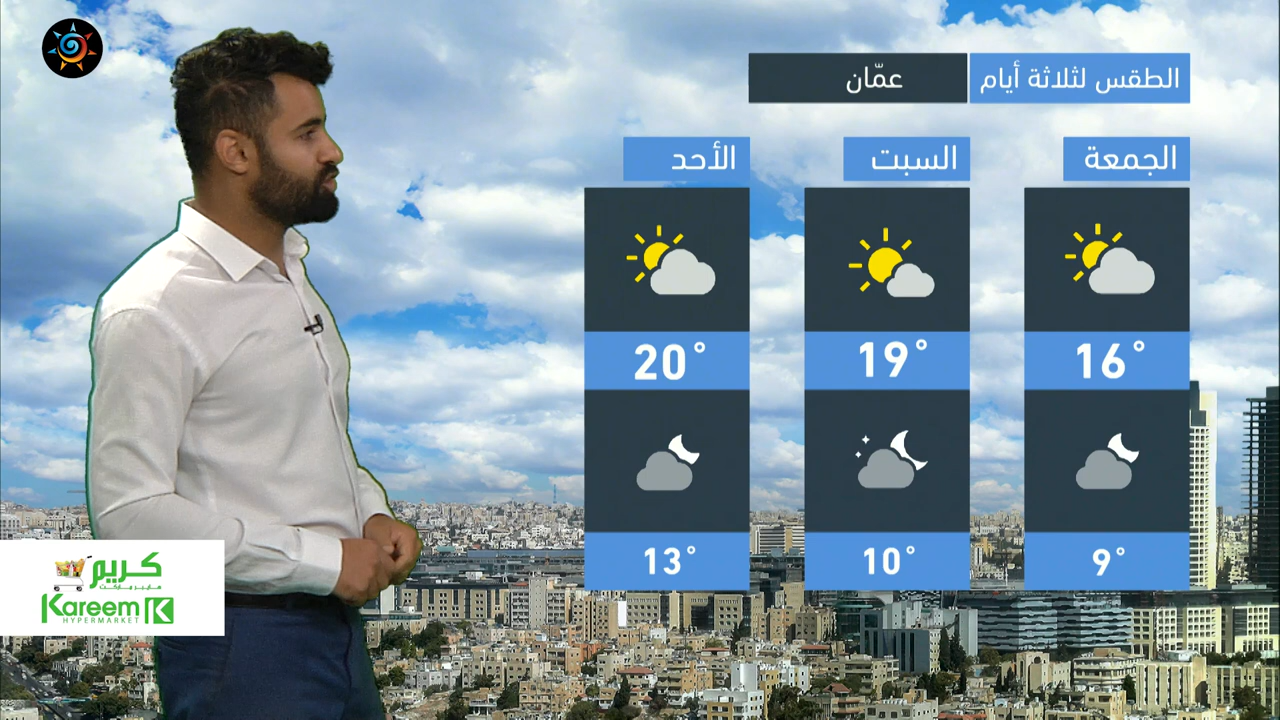 الطقس لثلاثة أيام
عمّان
الجمعة
السبت
الأحد
16°
19°
20°
9°
10°
13°
كريم
هايبر ماركت
Kareem K
HYPERMARKET